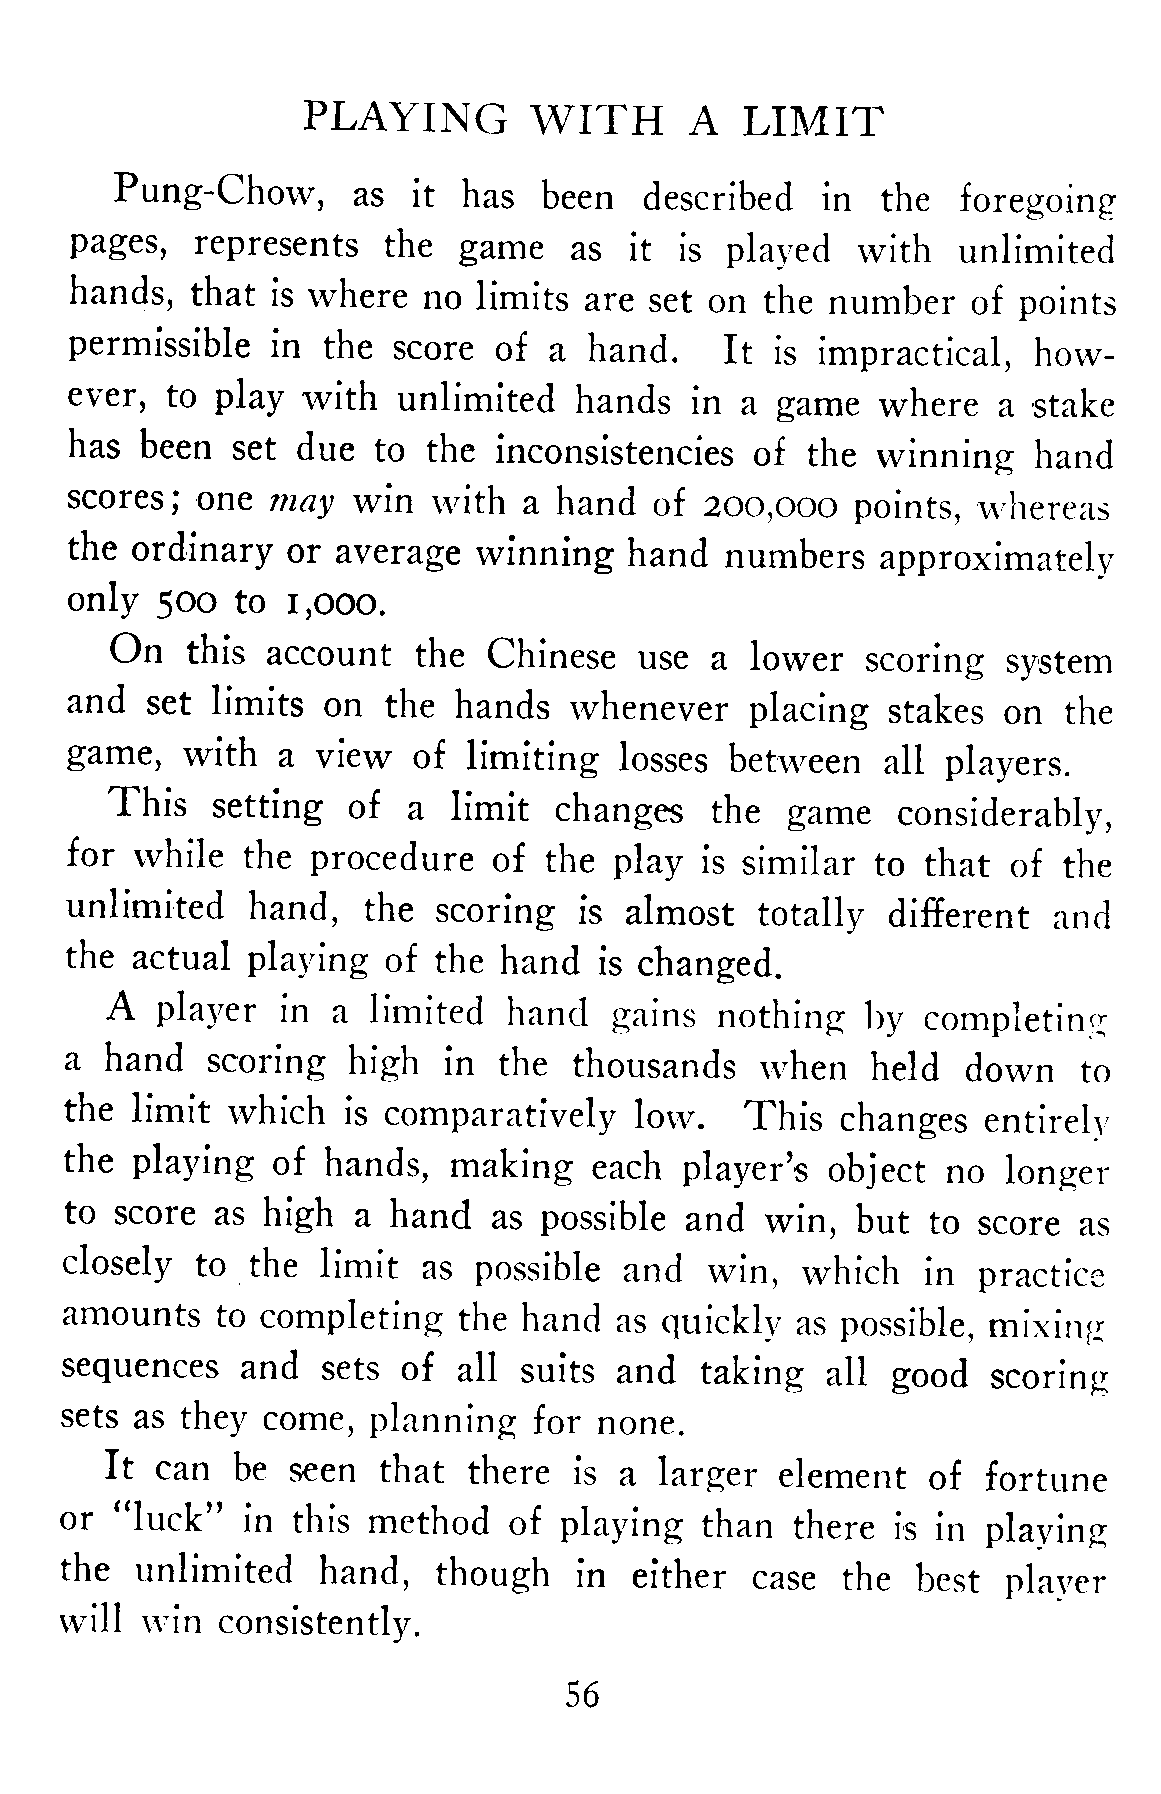 PLAYING WITH A LIMIT
Pung-Chow, as it has been described in the foregoing
pages, represents the game as it is played with unlimited
hands, that is where no limits are set on the number of points
permissible in the score of a hand. It is impractical, how-
ever, to play with unlimited hands in a game where a stake
has been set due to the inconsistencies of the winning hand
scores; one may win with a hand of 200,000 points, whereas
the ordinary or average winning hand numbers approximately
only 500 to 1,000.
On this account the Chinese use a lower scoring system
and set limits on the hands whenever placing stakes on the
game, with a view of limiting losses between all players.
This setting of a limit changes the game considerably,
for while the procedure of the play is similar to that of the
unlimited hand, the scoring is almost totally different and
the actual playing of the hand is changed.
A player in a limited hand gains nothing by completing
a hand scoring high in the thousands when held down to
the limit which is comparatively low. This changes entirely
the playing of hands, making each player's object no longer
to score as high a hand as possible and win, but to score as
closely to the limit as possible and win, which in practice
amounts to completing the hand as quickly as possible, mixing
sequences and sets of all suits and taking all good scoring
sets as they come, planning for none.
It can be seen that there is a larger element of fortune
or "luck" in this method of playing than there is in playing
the unlimited hand, though in either case the best player
will win consistently.
56